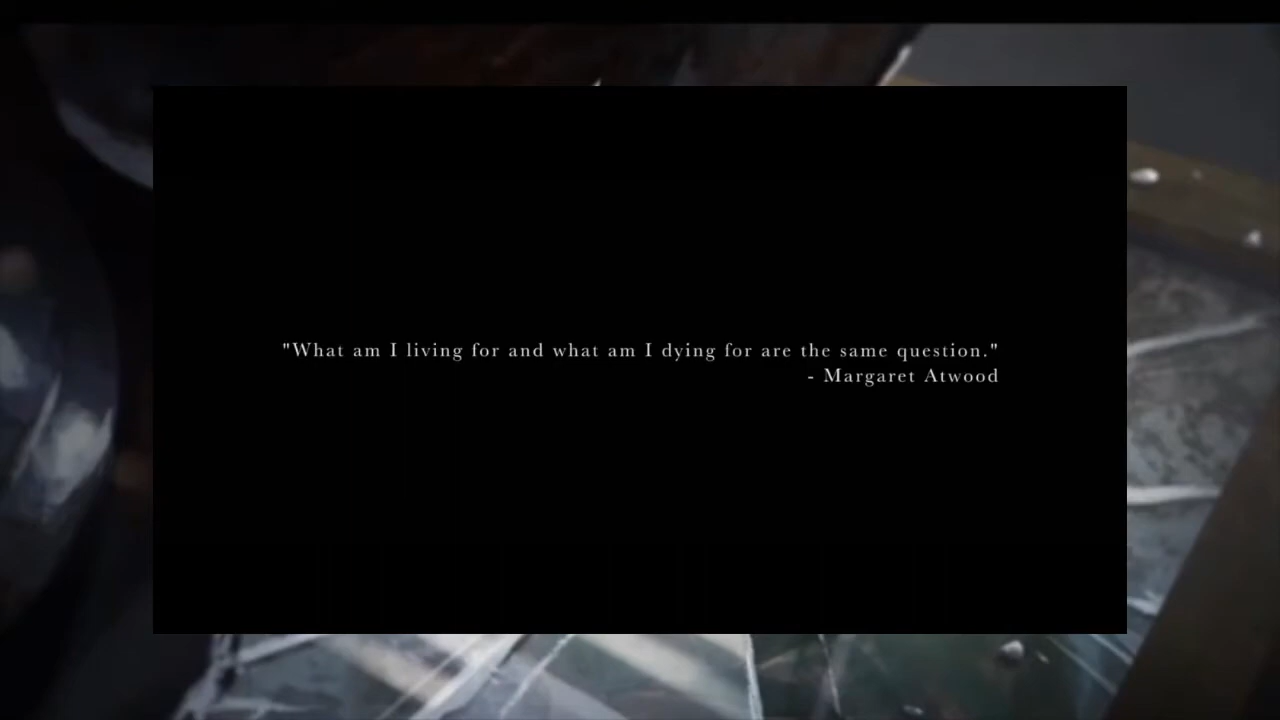 "What am I living for and what am I dying for are the same question."
- Margaret Atwood